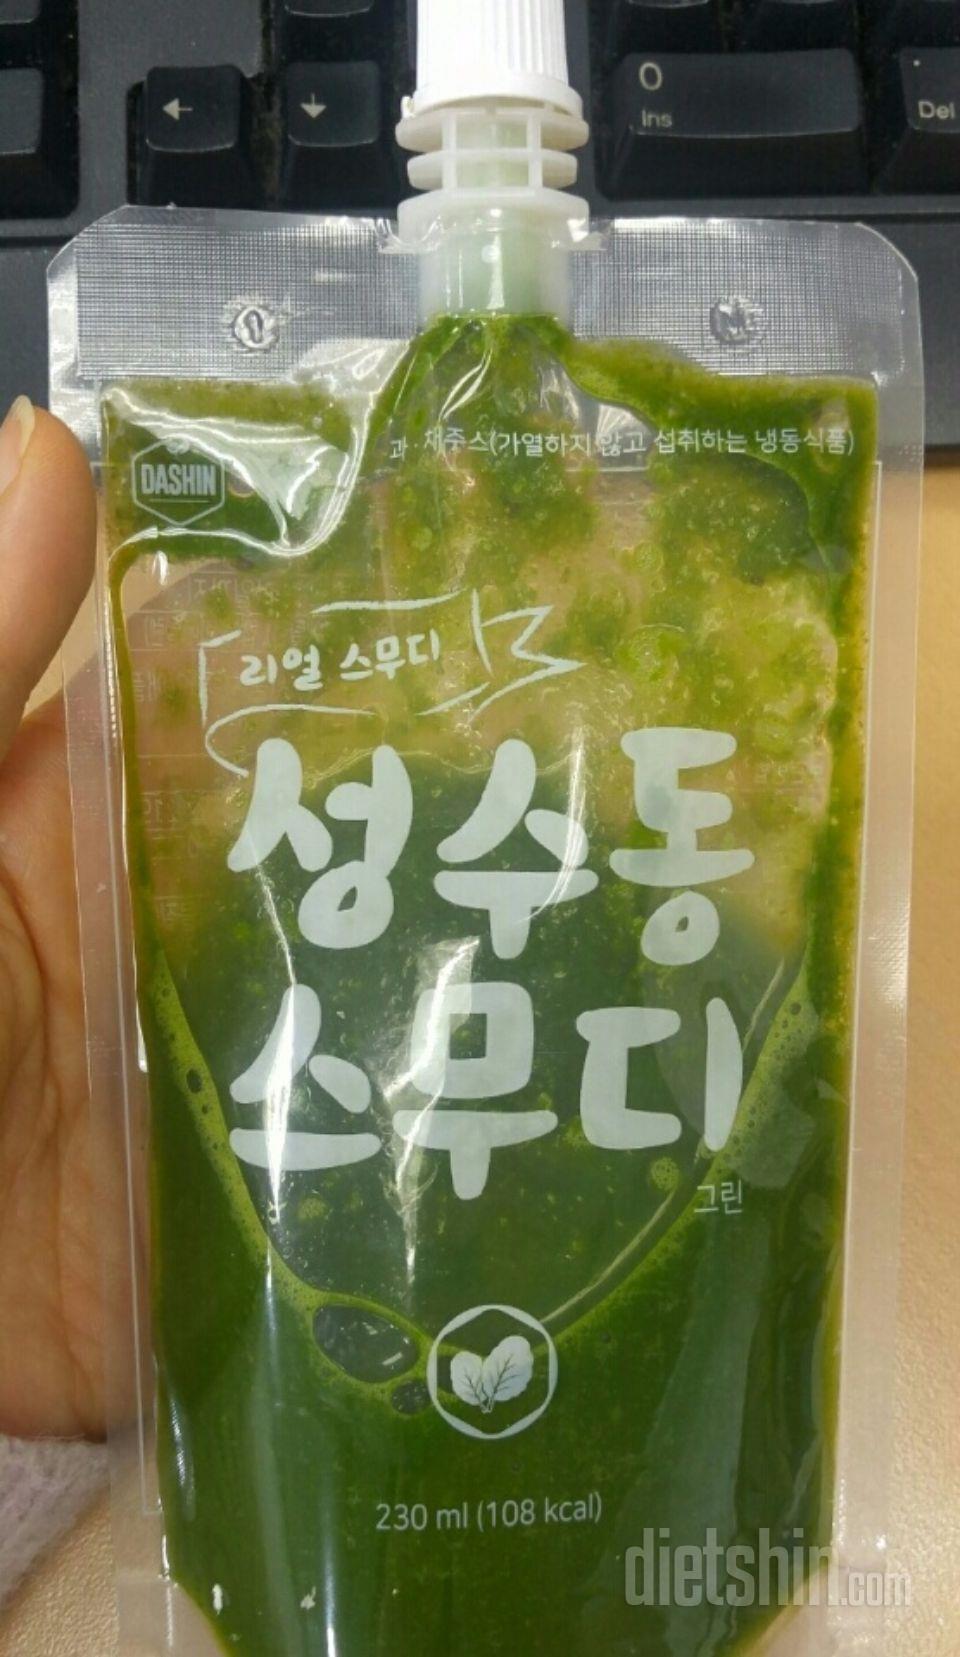 0
Ins
.
Del
과·채주스(가열하지 않고 섭취하는 냉동식품)
DASHIN
리얼 스무디
성수동
스무디
그린
230 ml (108 kcal)
dietshin.com